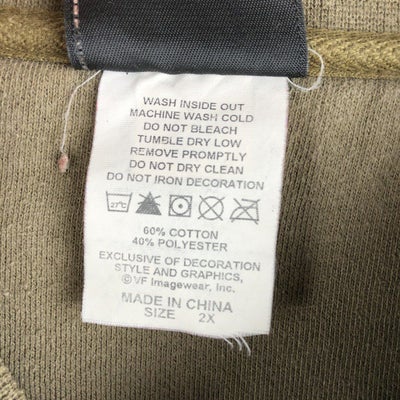 WASH INSIDE OUT
MACHINE WASH COLD
DO NOT BLEACH
TUMBLE DRY LOW
REMOVE PROMPTLY
DO NOT DRY CLEAN
DO NOT IRON DECORATION
27°C
60% COTTON
40% POLYESTER
EXCLUSIVE OF DECORATION
STYLE AND GRAPHICS,
©VF Imagewear, Inc.
MADE IN CHINA
SIZE 2X